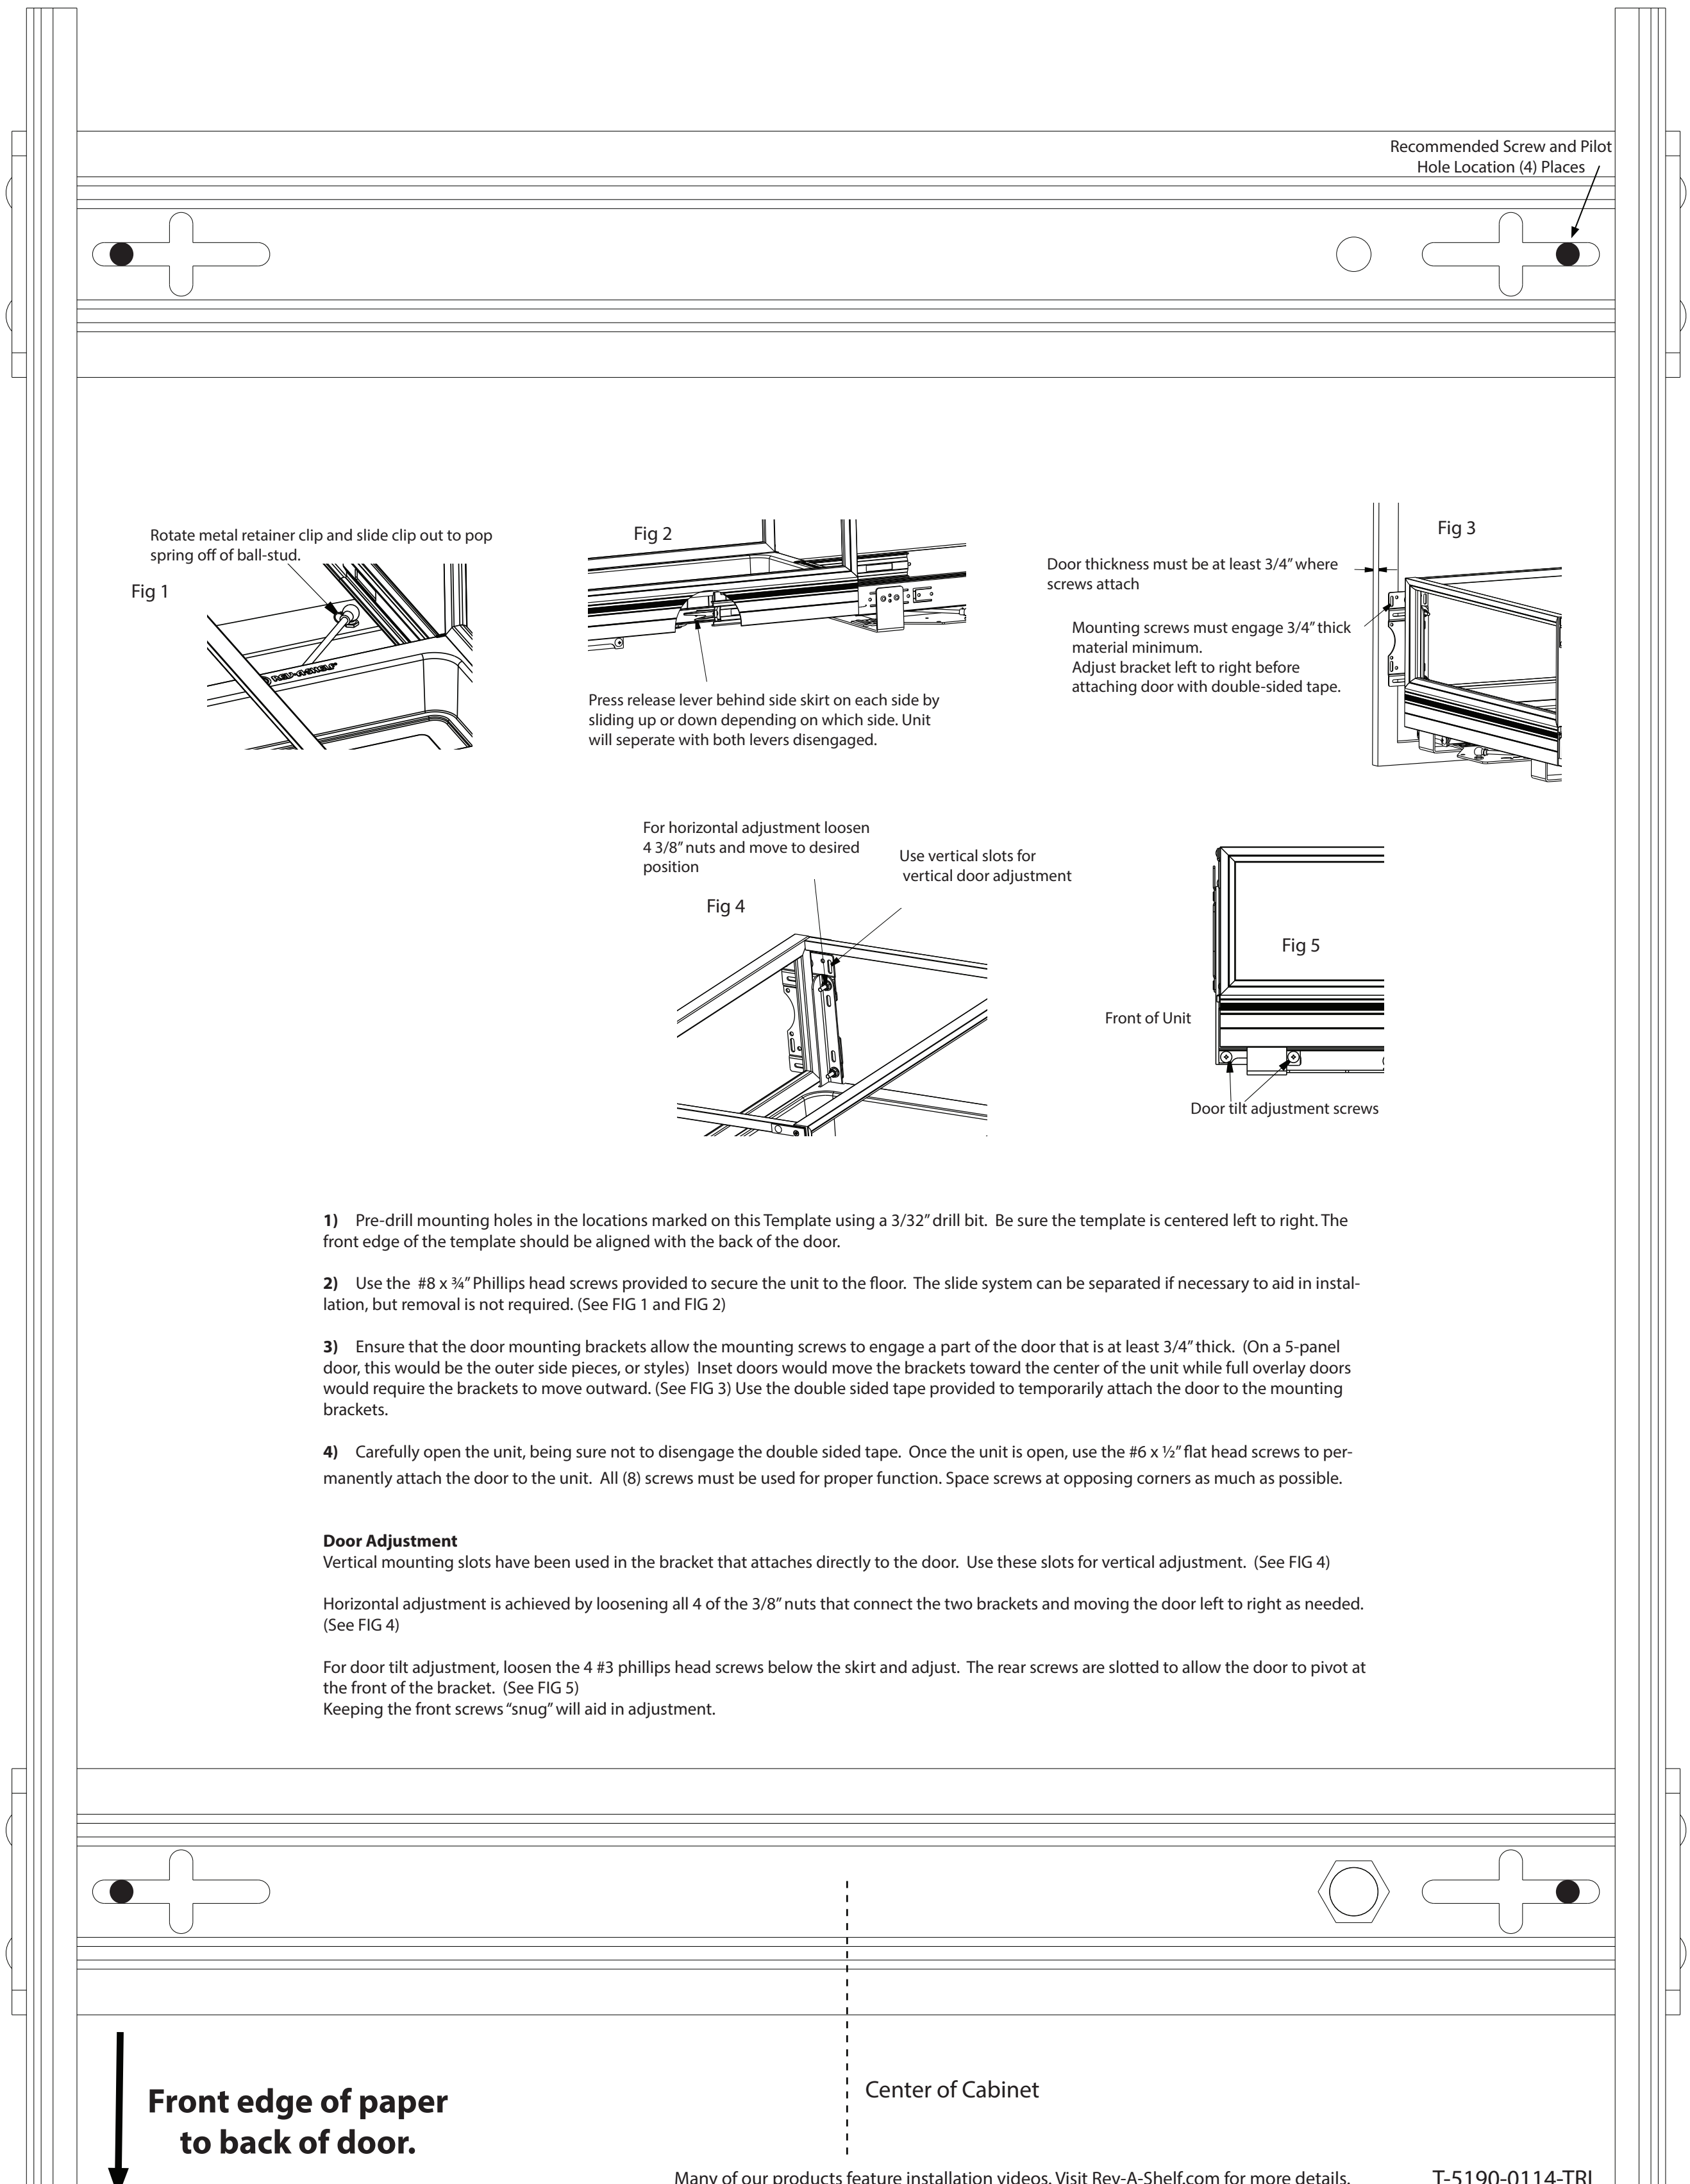 Recommended Screw and Pilot
Hole Location (4) Places
Rotate metal retainer clip and slide clip out to pop
spring off of ball-stud.
Fig 1
REV-A-SHELF
Fig 2
Press release lever behind side skirt on each side by
sliding up or down depending on which side. Unit
will seperate with both levers disengaged.
Fig 3
Door thickness must be at least 3/4” where
screws attach
Mounting screws must engage 3/4” thick
material minimum.
Adjust bracket left to right before
attaching door with double-sided tape.
For horizontal adjustment loosen
4 3/8” nuts and move to desired
position
Use vertical slots for
vertical door adjustment
Fig 4
Fig 5
Front of Unit
Door tilt adjustment screws
1) Pre-drill mounting holes in the locations marked on this Template using a 3/32” drill bit. Be sure the template is centered left to right. The
front edge of the template should be aligned with the back of the door.
2) Use the #8 x ¾” Phillips head screws provided to secure the unit to the floor. The slide system can be separated if necessary to aid in instal-
lation, but removal is not required. (See FIG 1 and FIG 2)
3) Ensure that the door mounting brackets allow the mounting screws to engage a part of the door that is at least 3/4” thick. (On a 5-panel
door, this would be the outer side pieces, or styles) Inset doors would move the brackets toward the center of the unit while full overlay doors
would require the brackets to move outward. (See FIG 3) Use the double sided tape provided to temporarily attach the door to the mounting
brackets.
4) Carefully open the unit, being sure not to disengage the double sided tape. Once the unit is open, use the #6 x ½” flat head screws to per-
manently attach the door to the unit. All (8) screws must be used for proper function. Space screws at opposing corners as much as possible.
Door Adjustment
Vertical mounting slots have been used in the bracket that attaches directly to the door. Use these slots for vertical adjustment. (See FIG 4)
Horizontal adjustment is achieved by loosening all 4 of the 3/8” nuts that connect the two brackets and moving the door left to right as needed.
(See FIG 4)
For door tilt adjustment, loosen the 4 #3 phillips head screws below the skirt and adjust. The rear screws are slotted to allow the door to pivot at
the front of the bracket. (See FIG 5)
Keeping the front screws “snug” will aid in adjustment.
Front edge of paper
to back of door.
Center of Cabinet
Many of our products feature installation videos. Visit Rev-A-Shelf.com for more details.
T-5190-0114-TRL